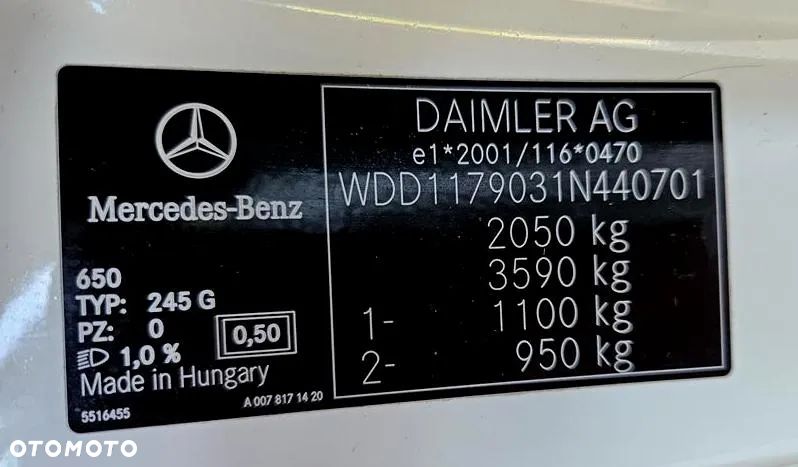 Mercedes-Benz
650
TYP: 245 G
PZ: 0
1,0 %
0,50
Made in Hungary
5516455
A 007 817 14 20
DAIMLER AG
e1*2001/116*0470
WDD1179031N440701
2050 kg
3590 kg
1- 1100 kg
2- 950 kg
OTOMOTO